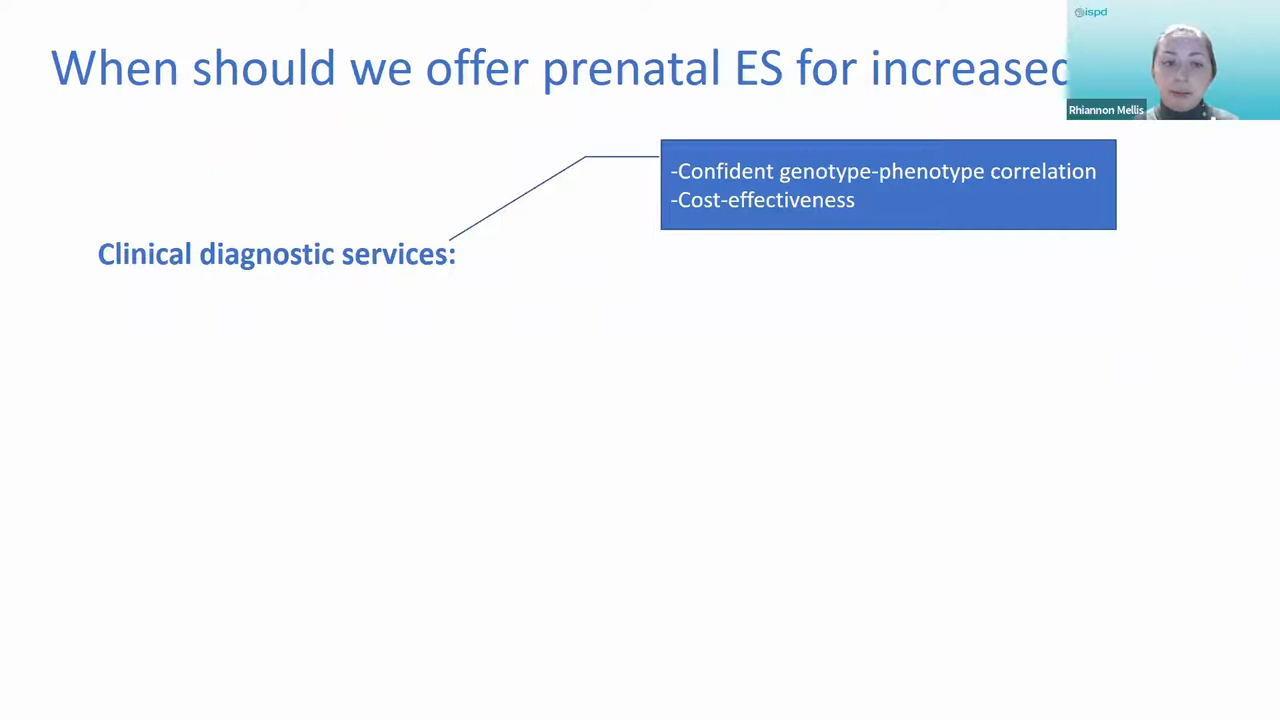 When should we offer prenatal ES for increased
ispd
Rhiannon Mellis
-Confident genotype-phenotype correlation
-Cost-effectiveness
Clinical diagnostic services: